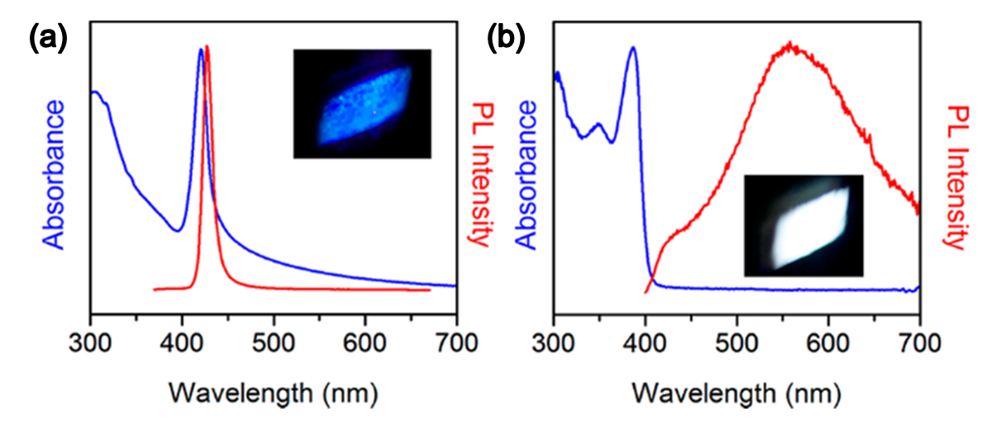 (a)
Absorbance
PL Intensity
300 400 500 600 700
Wavelength (nm)
(b)
Absorbance
PL Intensity
300 400 500 600 700
Wavelength (nm)